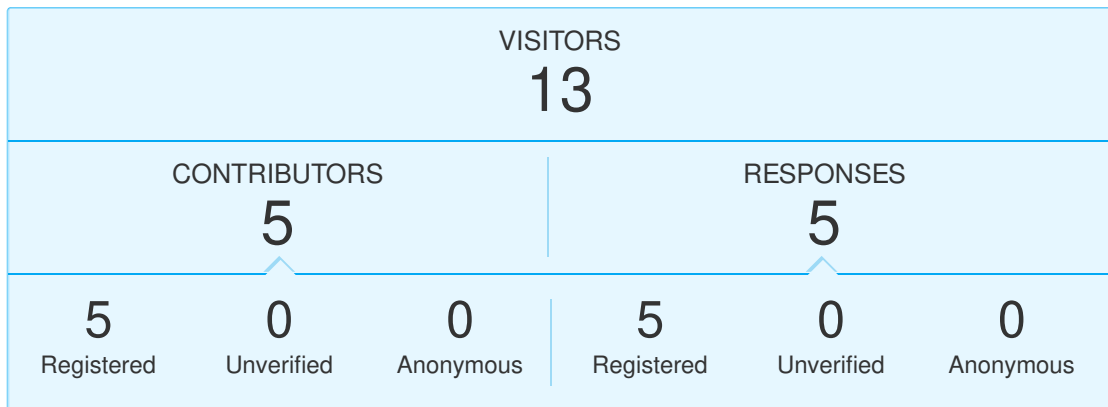 VISITORS
13
CONTRIBUTORS
5
RESPONSES
5
5
Registered
0
Unverified
0
Anonymous
5
Registered
0
Unverified
0
Anonymous